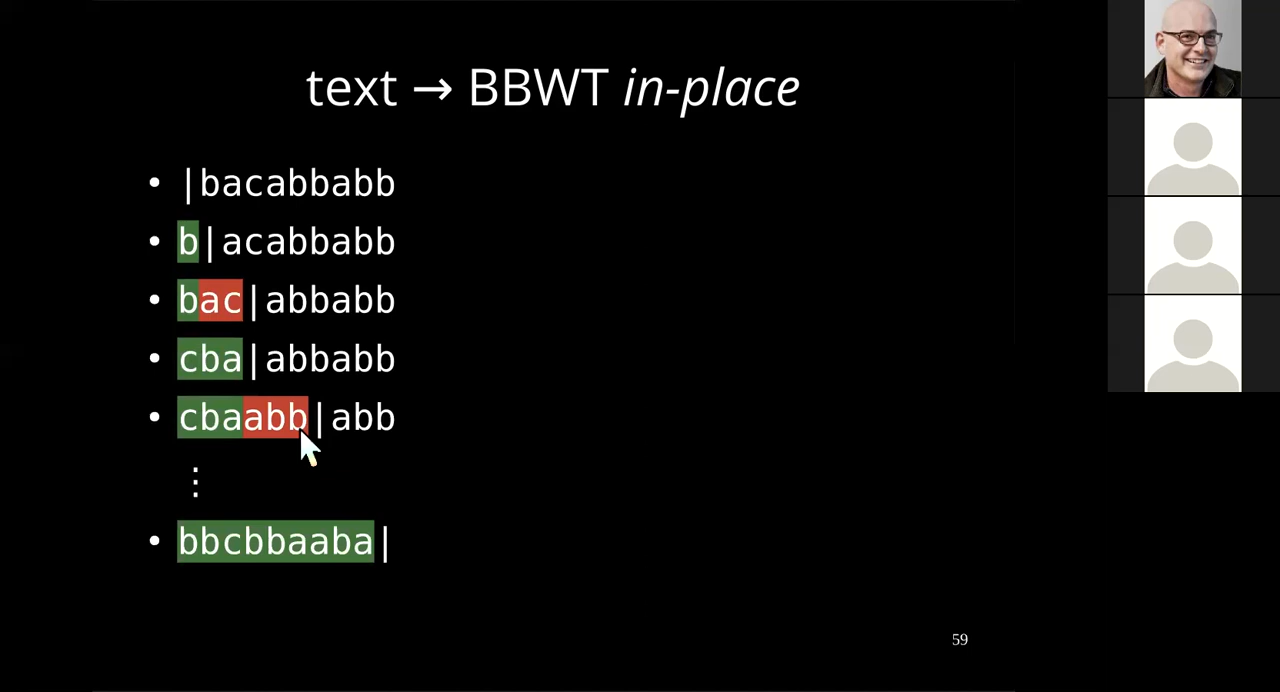 text → BBWT in-place
• |bacabbabb
• b|acabbabb
• bac|abbabb
• cba|abbabb
• cbaabb|abb
⋮
• bbcbbaaba|
59